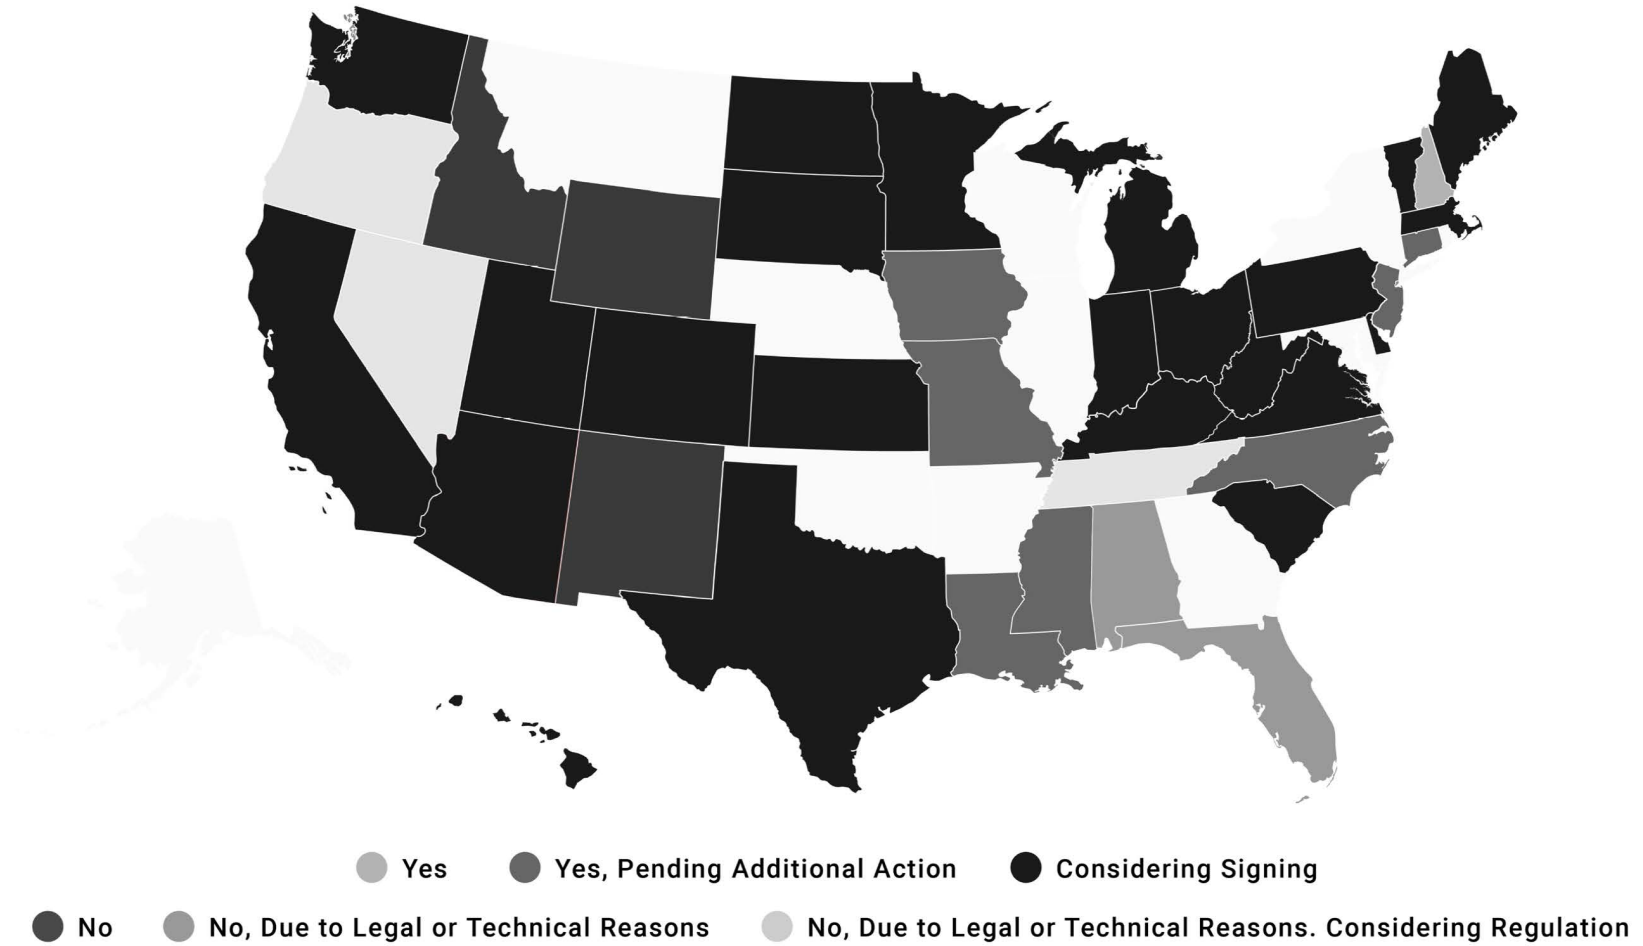 Yes Yes, Pending Additional Action Considering Signing
No No, Due to Legal or Technical Reasons No, Due to Legal or Technical Reasons. Considering Regulation